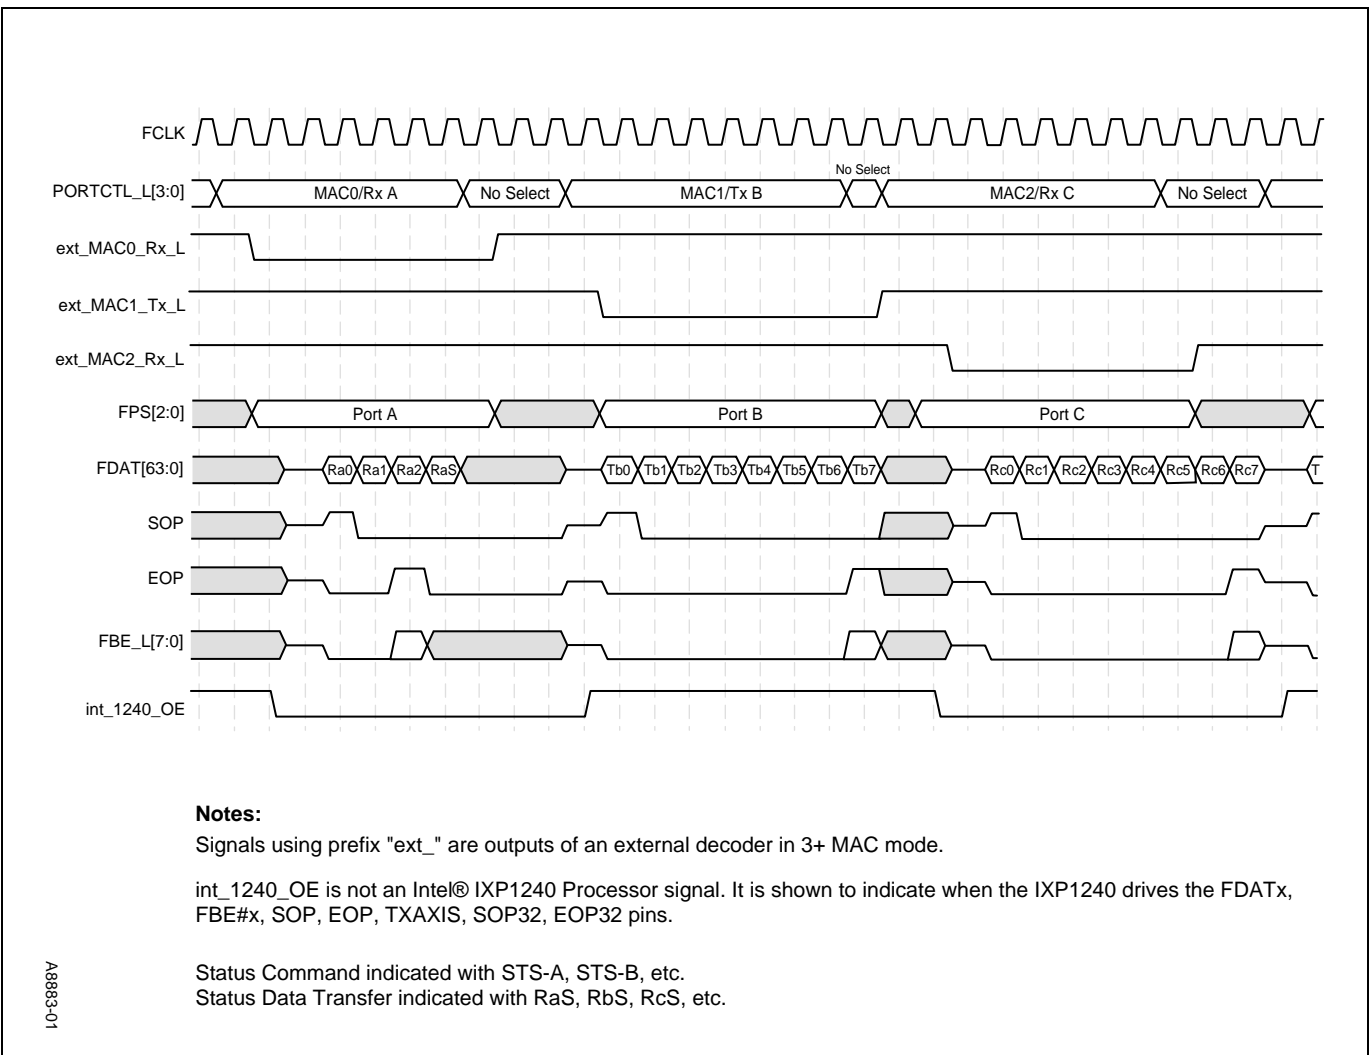 FCLK
No Select
PORTCTL_L[3:0] MAC0/Rx A No Select MAC1/Tx B MAC2/Rx C No Select
ext_MAC0_Rx_L
ext_MAC1_Tx_L
ext_MAC2_Rx_L
FPS[2:0] Port A Port B Port C
FDAT[63:0] Ra0 Ra1 Ra2 RaS Tb0 Tb1 Tb2 Tb3 Tb4 Tb5 Tb6 Tb7 Rc0 Rc1 Rc2 Rc3 Rc4 Rc5 Rc6 Rc7 T
SOP
EOP
FBE_L[7:0]
int_1240_OE
Notes:
Signals using prefix "ext_" are outputs of an external decoder in 3+ MAC mode.
int_1240_OE is not an Intel® IXP1240 Processor signal. It is shown to indicate when the IXP1240 drives the FDATx,
FBE#x, SOP, EOP, TXAXIS, SOP32, EOP32 pins.
Status Command indicated with STS-A, STS-B, etc.
Status Data Transfer indicated with RaS, RbS, RcS, etc.
A8883-01